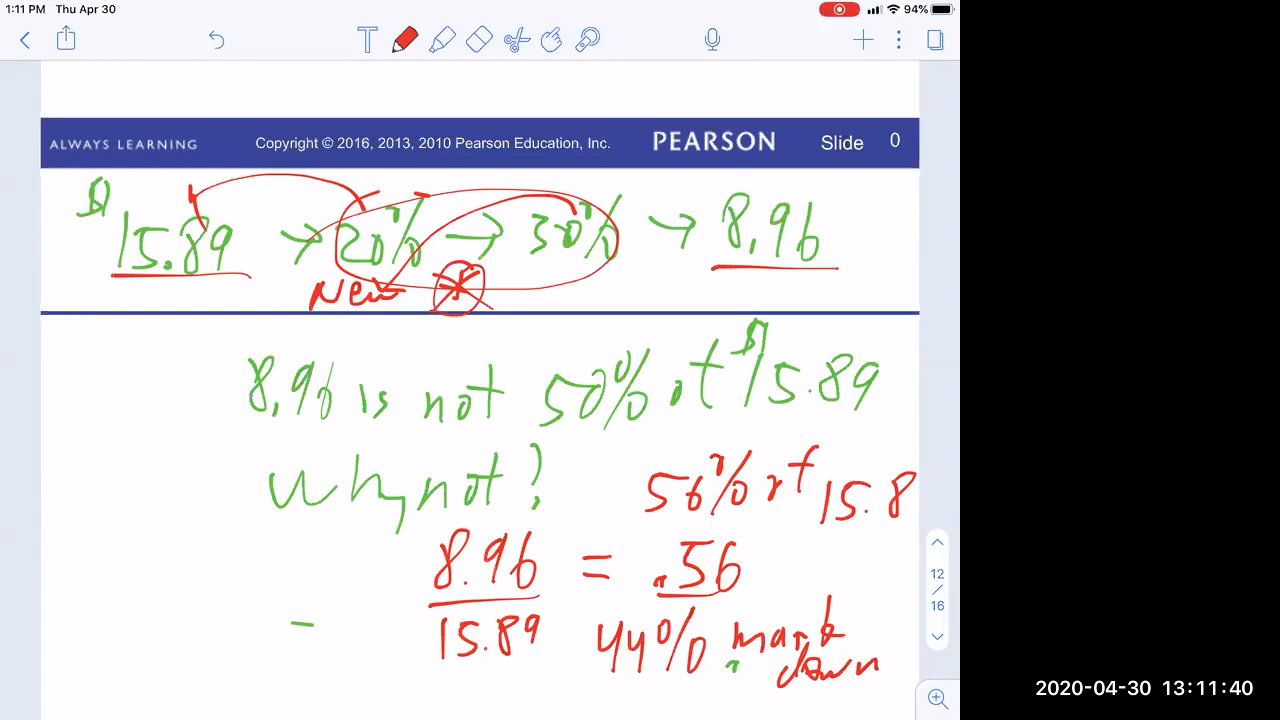 1:11 PM Thu Apr 30
94%
ALWAYS LEARNING Copyright © 2016, 2013, 2010 Pearson Education, Inc. PEARSON Slide 0
$15.89 → 20% → 30% → 8.96
New
8.96 is not 50% of $15.89
Why not?
56% of 15.8
8.96 = .56
15.89
44% mark
down
12
/
16
2020-04-30 13:11:40